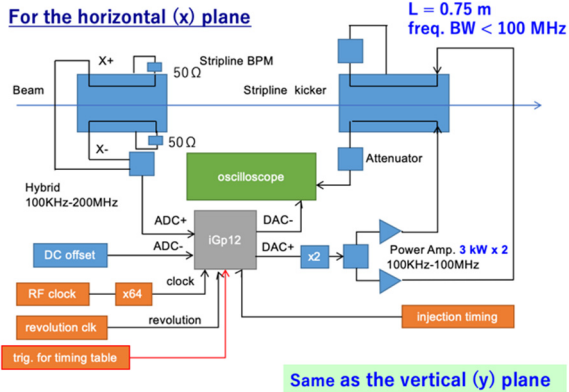 For the horizontal (x) plane
L = 0.75 m
freq. BW < 100 MHz
X+
50Ω
Stripline BPM
Beam
Stripline kicker
X-
50Ω
Attenuator
oscilloscope
Hybrid
100KHz-200MHz
ADC+
DAC-
iGp12
DC offset
ADC-
DAC+
x2
Power Amp. 3 kW x 2
100KHz-100MHz
RF clock
x64
clock
revolution clk
revolution
injection timing
trig. for timing table
Same as the vertical (y) plane